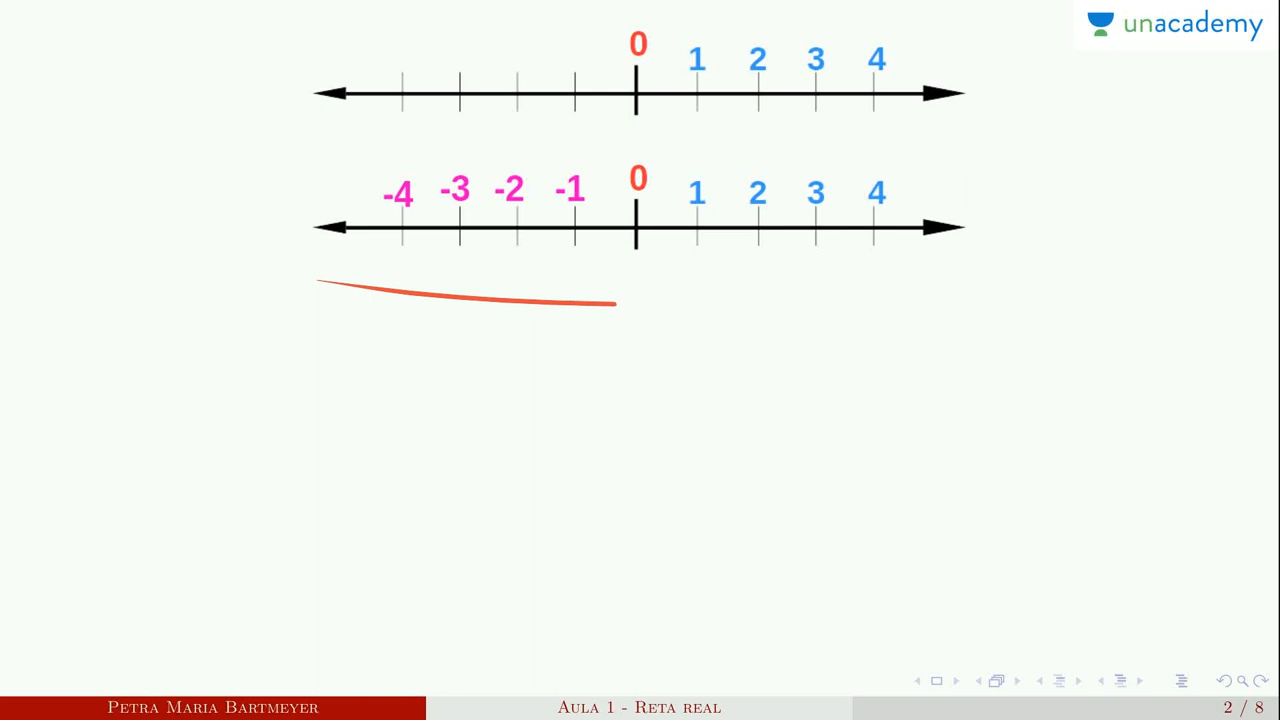 unacademy
0 1 2 3 4
-4 -3 -2 -1 0 1 2 3 4
Petra Maria Bartmeyer
Aula 1 - Reta real
2 / 8